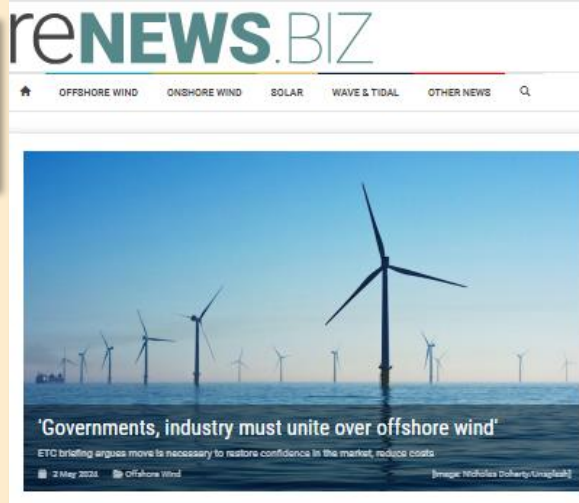 reNEWS.BIZ
OFFSHORE WIND ONSHORE WIND SOLAR WAVE & TIDAL OTHER NEWS
'Governments, industry must unite over offshore wind'
ETC briefing argues move is necessary to restore confidence in the market, reduce costs
2 May 2024 Offshore Wind [Image: Nicholas Doherty/Unsplash]